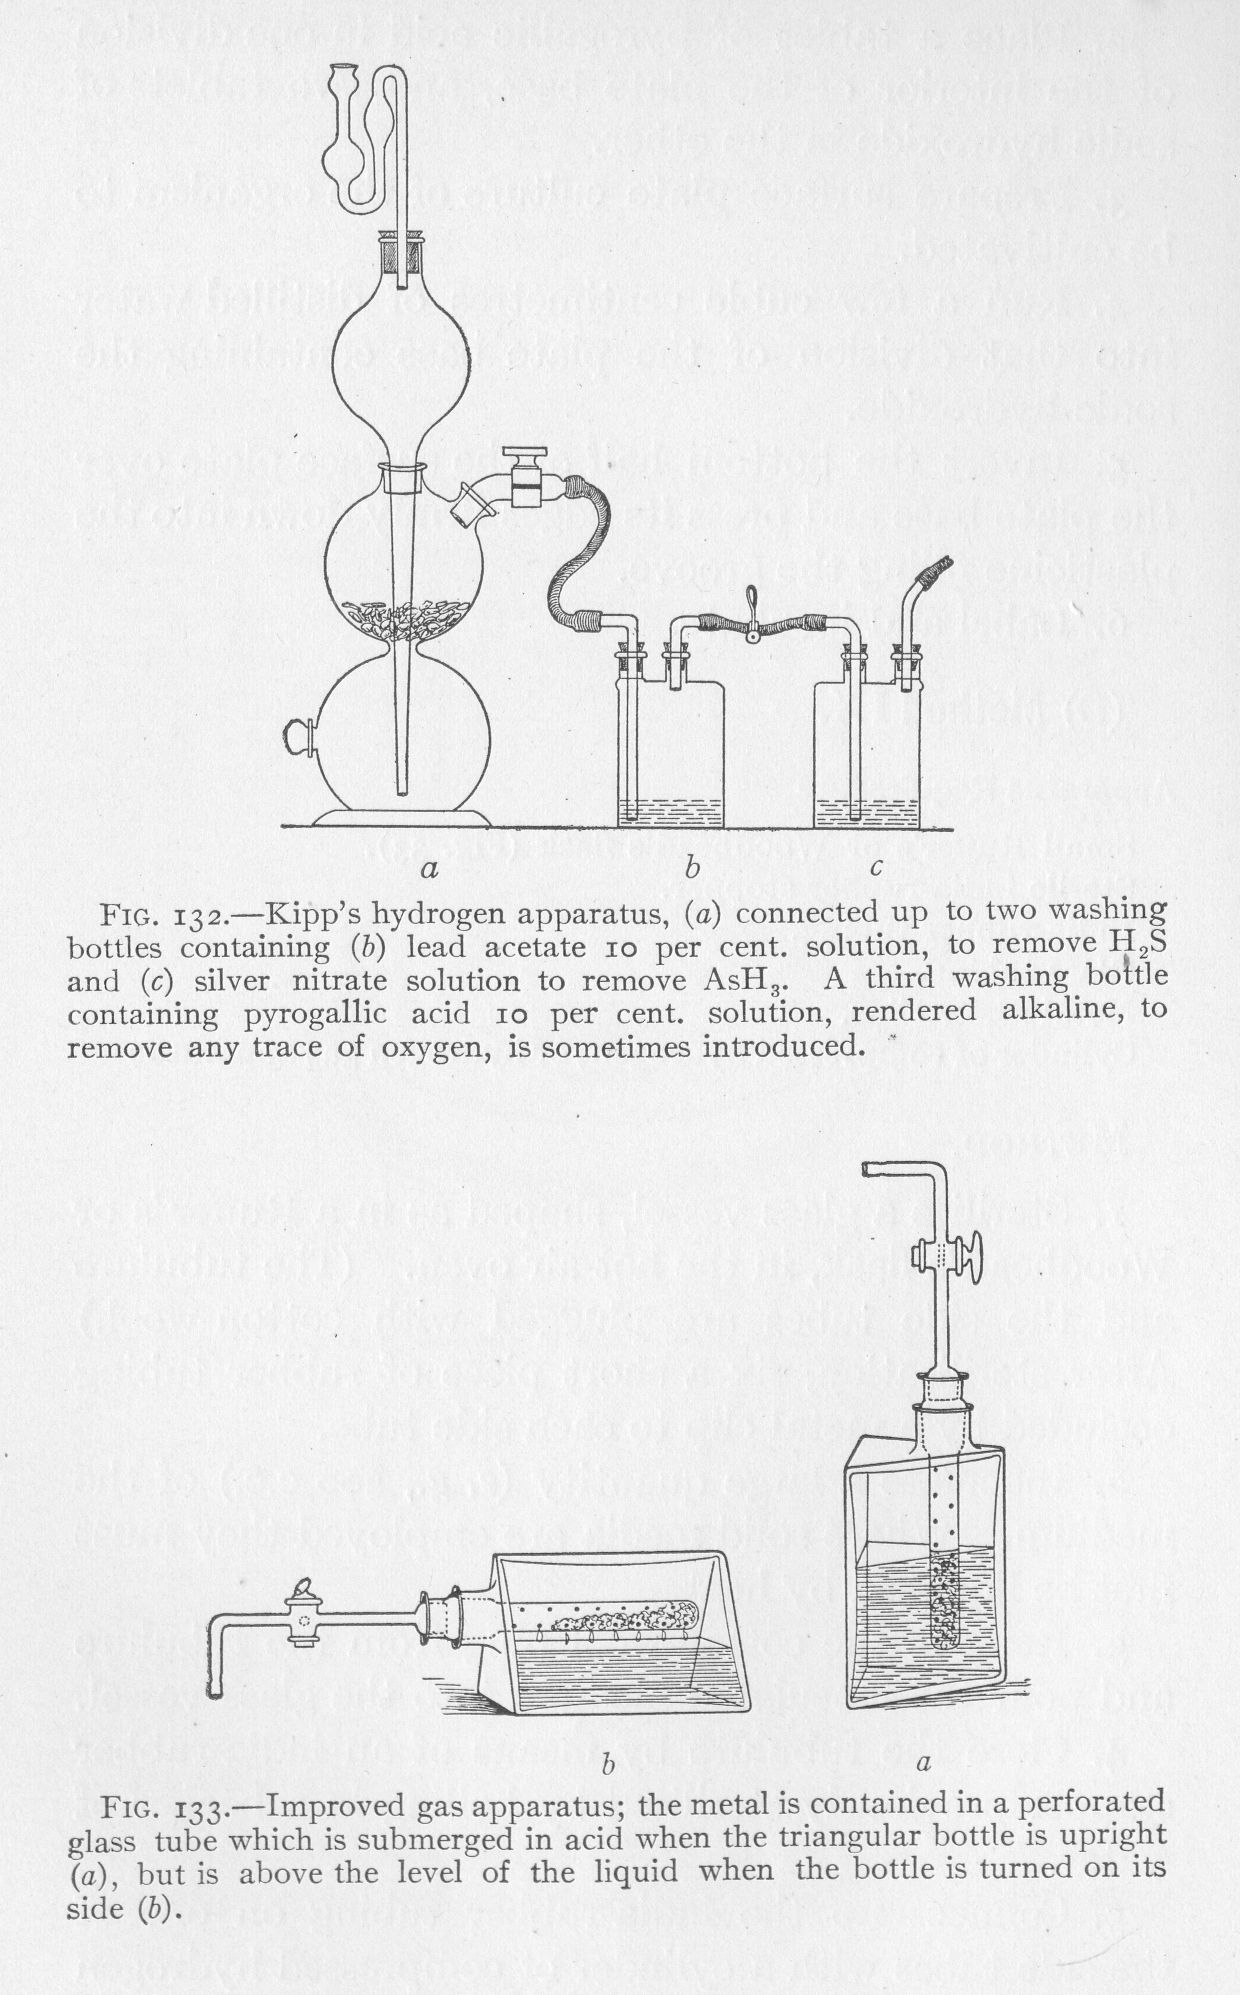 a b c
FIG. 132.—Kipp's hydrogen apparatus, (a) connected up to two washing
bottles containing (b) lead acetate 10 per cent. solution, to remove H₂S
and (c) silver nitrate solution to remove AsH₃. A third washing bottle
containing pyrogallic acid 10 per cent. solution, rendered alkaline, to
remove any trace of oxygen, is sometimes introduced.
b a
FIG. 133.—Improved gas apparatus; the metal is contained in a perforated
glass tube which is submerged in acid when the triangular bottle is upright
(a), but is above the level of the liquid when the bottle is turned on its
side (b).